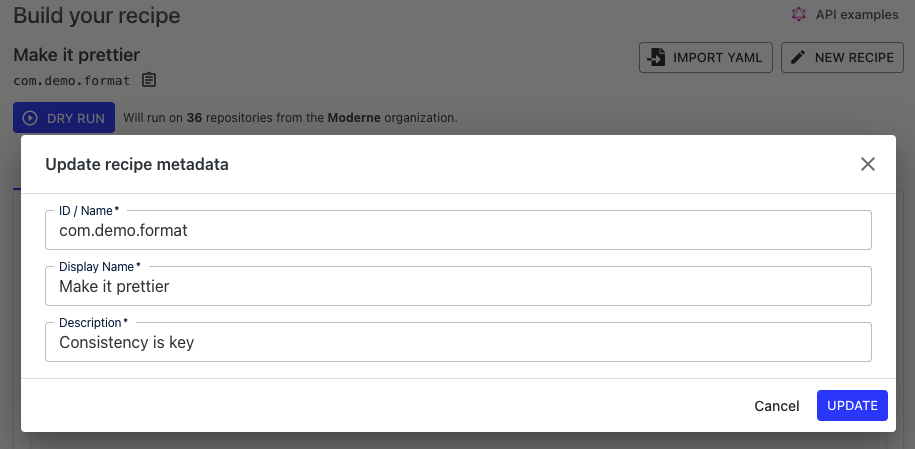 Build your recipe
API examples
Make it prettier
com.demo.format
IMPORT YAML
NEW RECIPE
DRY RUN
Will run on 36 repositories from the Moderne organization.
Update recipe metadata
ID / Name*
com.demo.format
Display Name*
Make it prettier
Description*
Consistency is key
Cancel
UPDATE